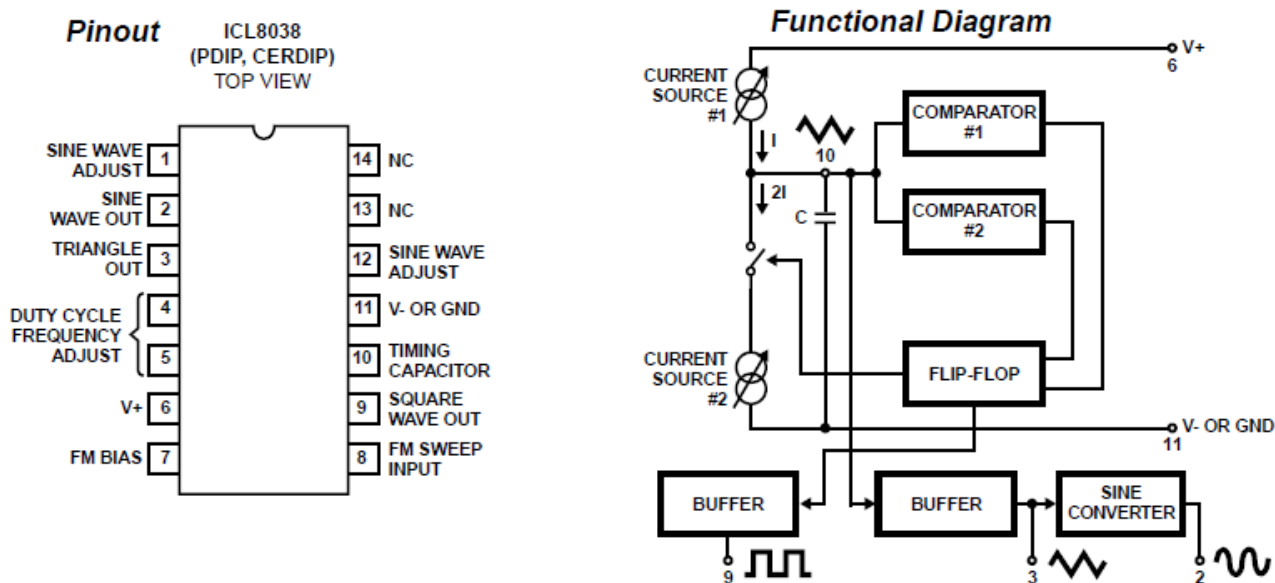 Pinout
ICL8038
(PDIP, CERDIP)
TOP VIEW
SINE WAVE
ADJUST
1
SINE
WAVE OUT
2
TRIANGLE
OUT
3
DUTY CYCLE
FREQUENCY
ADJUST
4
5
V+
6
FM BIAS
7
14
NC
13
NC
12
SINE WAVE
ADJUST
11
V- OR GND
10
TIMING
CAPACITOR
9
SQUARE
WAVE OUT
8
FM SWEEP
INPUT
Functional Diagram
V+
6
CURRENT
SOURCE
#1
I
10
2I
C
COMPARATOR
#1
COMPARATOR
#2
CURRENT
SOURCE
#2
FLIP-FLOP
V- OR GND
11
BUFFER
BUFFER
SINE
CONVERTER
9
3
2